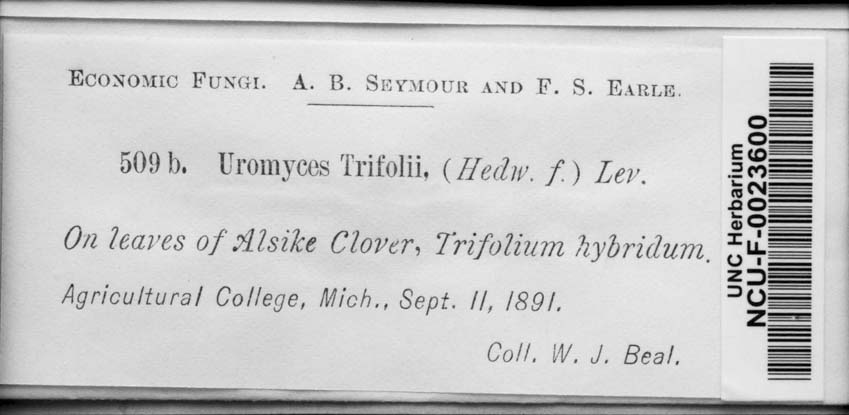 Economic Fungi. A. B. Seymour and F. S. Earle.
509 b. Uromyces Trifolii, (Hedw. f.) Lev.
On leaves of Alsike Clover, Trifolium hybridum.
Agricultural College, Mich., Sept. 11, 1891.
Coll. W. J. Beal.
UNC Herbarium
NCU-F-0023600